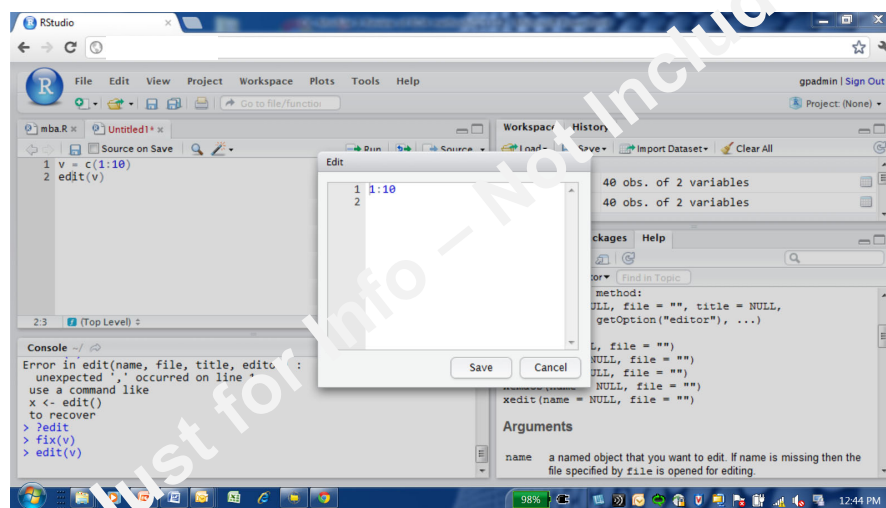 RStudio
File Edit View Project Workspace Plots Tools Help
gpadmin | Sign Out
Go to file/function
Project: (None)
mba.R
Untitled1*
Source on Save
Run
Source
1 v = c(1:10)
2 edit(v)
2:3 (Top Level)
Console ~/
Error in edit(name, file, title, edito :
unexpected ',' occurred on line
use a command like
x <- edit()
to recover
> ?edit
> fix(v)
> edit(v)
Edit
1 1:10
2
Save Cancel
Workspace History
Load Save Import Dataset Clear All
40 obs. of 2 variables
40 obs. of 2 variables
ckages Help
Find in Topic
method:
ULL, file = "", title = NULL,
getOption("editor"), ...)
L, file = "")
NULL, file = "")
ULL, file = "")
NULL, file = "")
xedit(name = NULL, file = "")
Arguments
name a named object that you want to edit. If name is missing then the
file specified by file is opened for editing.
98%
12:44 PM
Just for Info – Not Includ